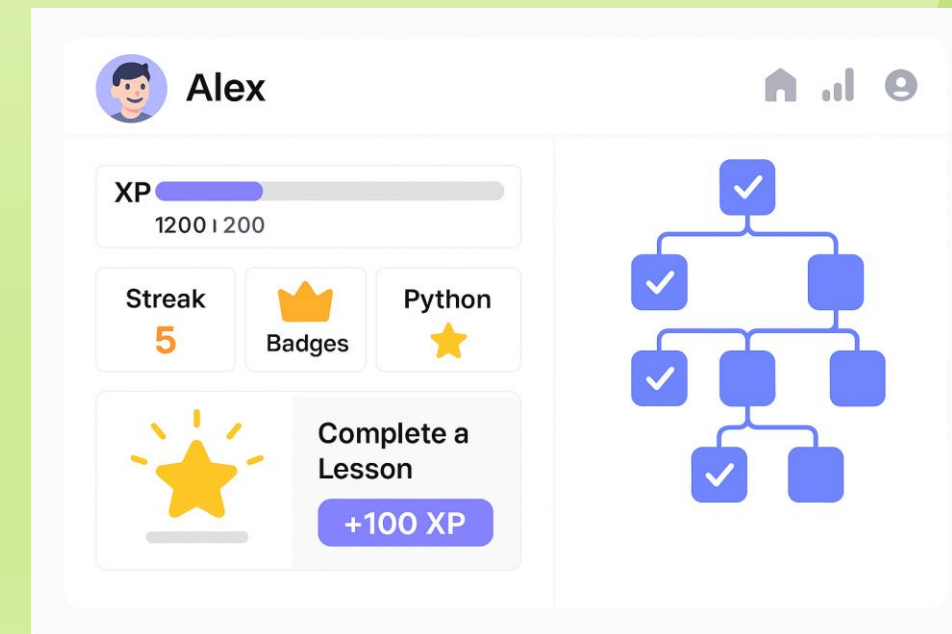 Alex
XP
1200 ı 200
Streak
5
Badges
Python
Complete a
Lesson
+100 XP